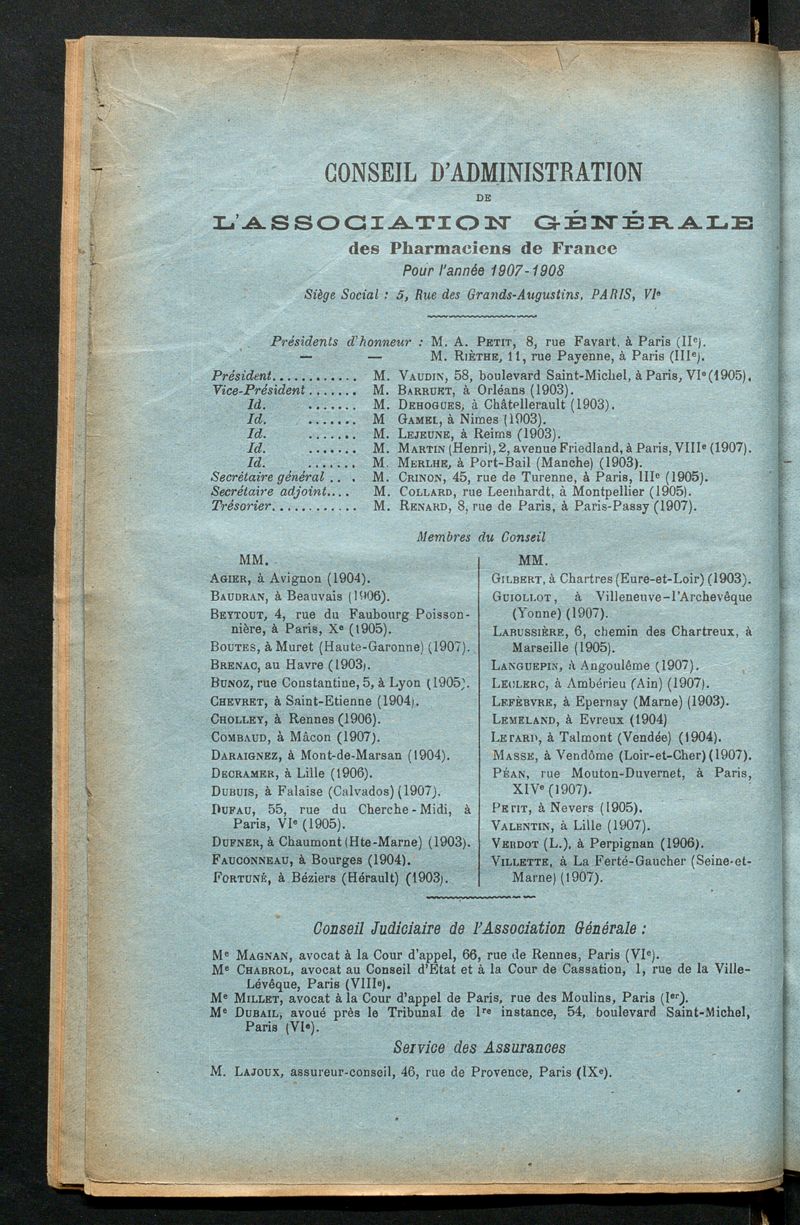 CONSEIL D'ADMINISTRATION
DE
L'ASSOCIATION GÉNÉRALE
des Pharmaciens de France
Pour l'année 1907-1908
Siège Social : 5, Rue des Grands-Augustins, PARIS, VIe
Présidents d'honneur : M. A. PETIT, 8, rue Favart, à Paris (IIe).
— — M. RIÈTHE, 11, rue Payenne, à Paris (IIIe).
Président............ M. VAUDIN, 58, boulevard Saint-Michel, à Paris, VIe (1905).
Vice-Président....... M. BARRUET, à Orléans (1903).
Id. ....... M. DEHOGUES, à Châtellerault (1903).
Id. ....... M GAMEL, à Nimes (1903).
Id. ....... M. LEJEUNE, à Reims (1903).
Id. ....... M. MARTIN (Henri), 2, avenue Friedland, à Paris, VIIIe (1907).
Id. ....... M. MERLHE, à Port-Bail (Manche) (1903).
Secrétaire général .. . M. CRINON, 45, rue de Turenne, à Paris, IIIe (1905).
Secrétaire adjoint.... M. COLLARD, rue Leenhardt, à Montpellier (1905).
Trésorier............ M. RENARD, 8, rue de Paris, à Paris-Passy (1907).
Membres du Conseil
MM.
AGIER, à Avignon (1904).
BAUDRAN, à Beauvais (1906).
BEYTOUT, 4, rue du Faubourg Poisson-
nière, à Paris, Xe (1905).
BOUTES, à Muret (Haute-Garonne) (1907).
BRENAC, au Havre (1903).
BUNOZ, rue Constantine, 5, à Lyon (1905).
CHEVRET, à Saint-Etienne (1904).
CHOLLEY, à Rennes (1906).
COMBAUD, à Mâcon (1907).
DARAIGNEZ, à Mont-de-Marsan (1904).
DECRAMER, à Lille (1906).
DUBUIS, à Falaise (Calvados) (1907).
DUFAU, 55, rue du Cherche-Midi, à
Paris, VIe (1905).
DUFNER, à Chaumont (Hte-Marne) (1903).
FAUCONNEAU, à Bourges (1904).
FORTUNÉ, à Béziers (Hérault) (1903).
MM.
GILBERT, à Chartres (Eure-et-Loir) (1903).
GUIOLLOT, à Villeneuve-l'Archevêque
(Yonne) (1907).
LABUSSIÈRE, 6, chemin des Chartreux, à
Marseille (1905).
LANGUEPIN, à Angoulême (1907).
LECLERC, à Ambérieu (Ain) (1907).
LEFÈBVRE, à Epernay (Marne) (1903).
LEMELAND, à Evreux (1904)
LETARD, à Talmont (Vendée) (1904).
MASSE, à Vendôme (Loir-et-Cher) (1907).
PÉAN, rue Mouton-Duvernet, à Paris,
XIVe (1907).
PETIT, à Nevers (1905).
VALENTIN, à Lille (1907).
VERDOT (L.), à Perpignan (1906).
VILLETTE, à La Ferté-Gaucher (Seine-et-
Marne) (1907).
Conseil Judiciaire de l'Association Générale :
Me MAGNAN, avocat à la Cour d'appel, 66, rue de Rennes, Paris (VIe).
Me CHABROL, avocat au Conseil d'État et à la Cour de Cassation, 1, rue de la Ville-
Lévêque, Paris (VIIIe).
Me MILLET, avocat à la Cour d'appel de Paris, rue des Moulins, Paris (Ier).
Me DUBAIL, avoué près le Tribunal de 1re instance, 54, boulevard Saint-Michel,
Paris (VIe).
Service des Assurances
M. LAJOUX, assureur-conseil, 46, rue de Provence, Paris (IXe).